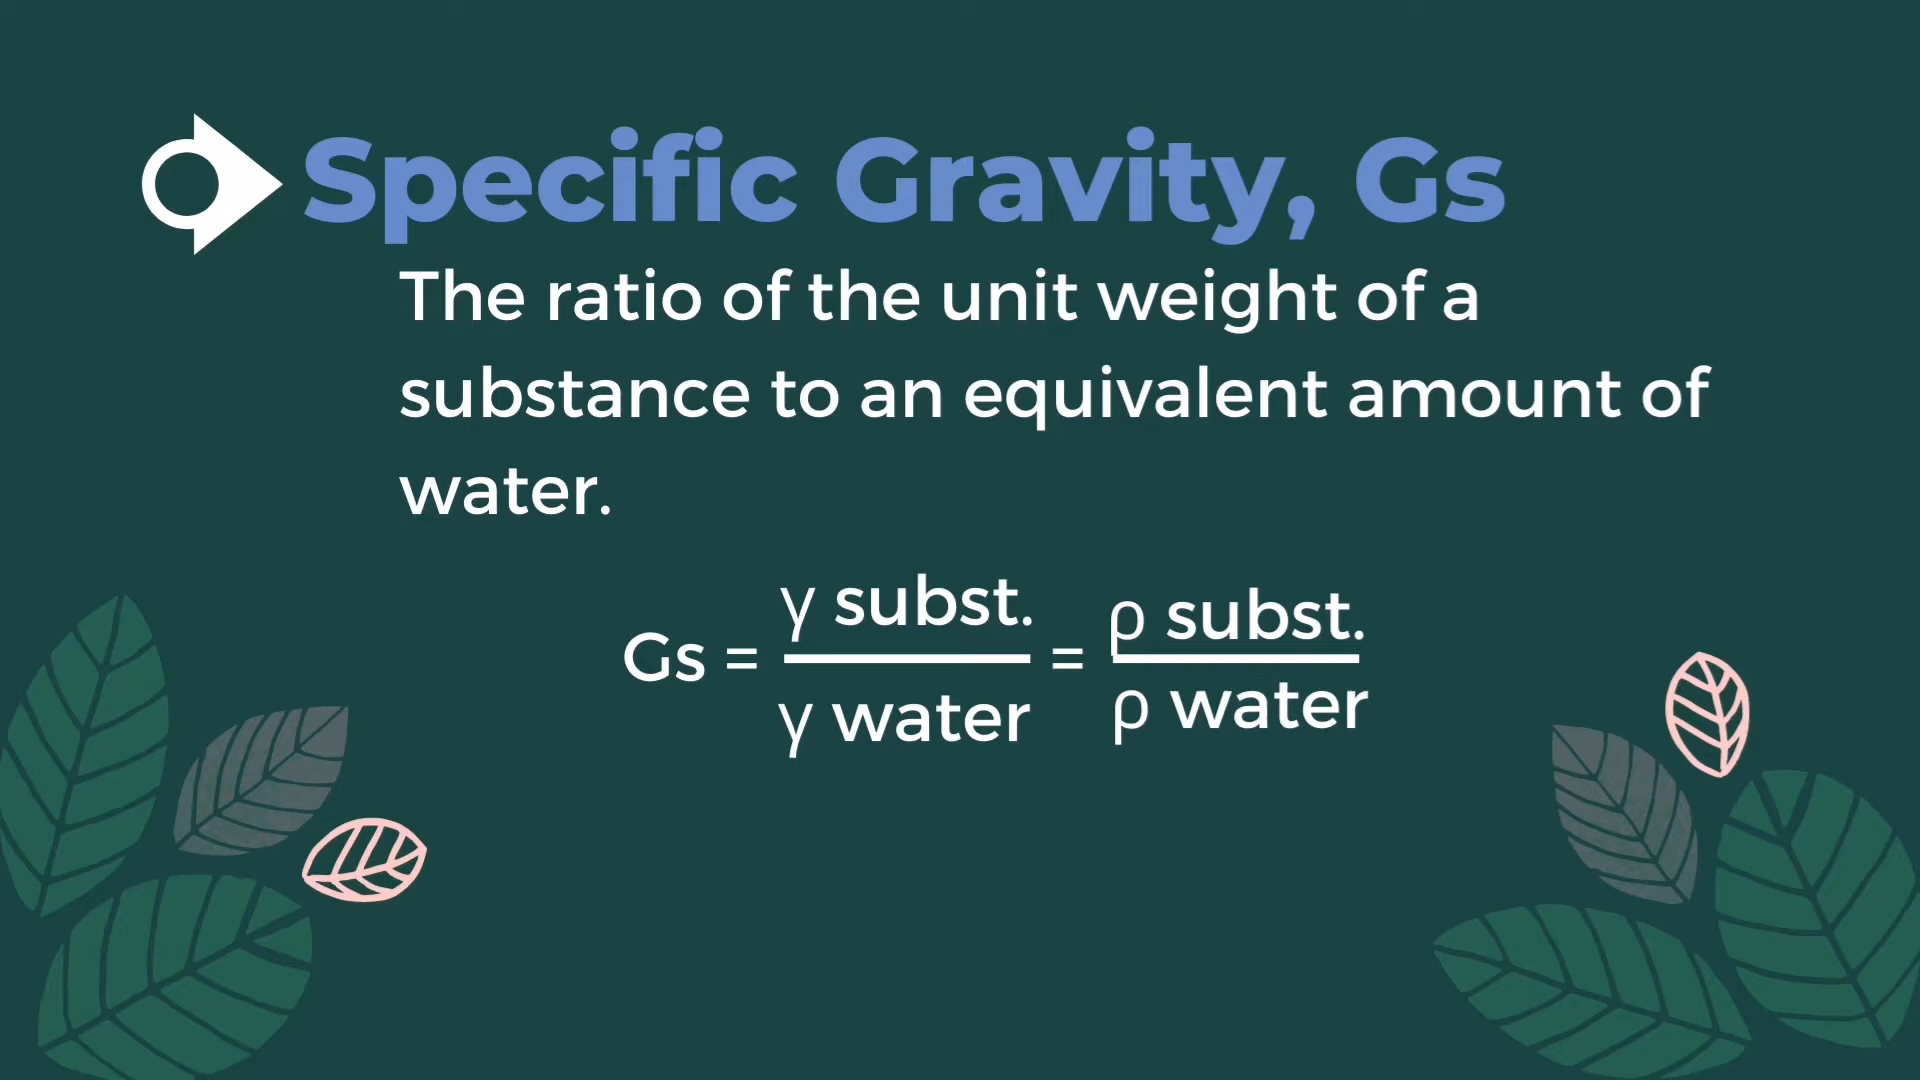 Specific Gravity, Gs
The ratio of the unit weight of a
substance to an equivalent amount of
water.
Gs = γ subst. / γ water = ρ subst. / ρ water